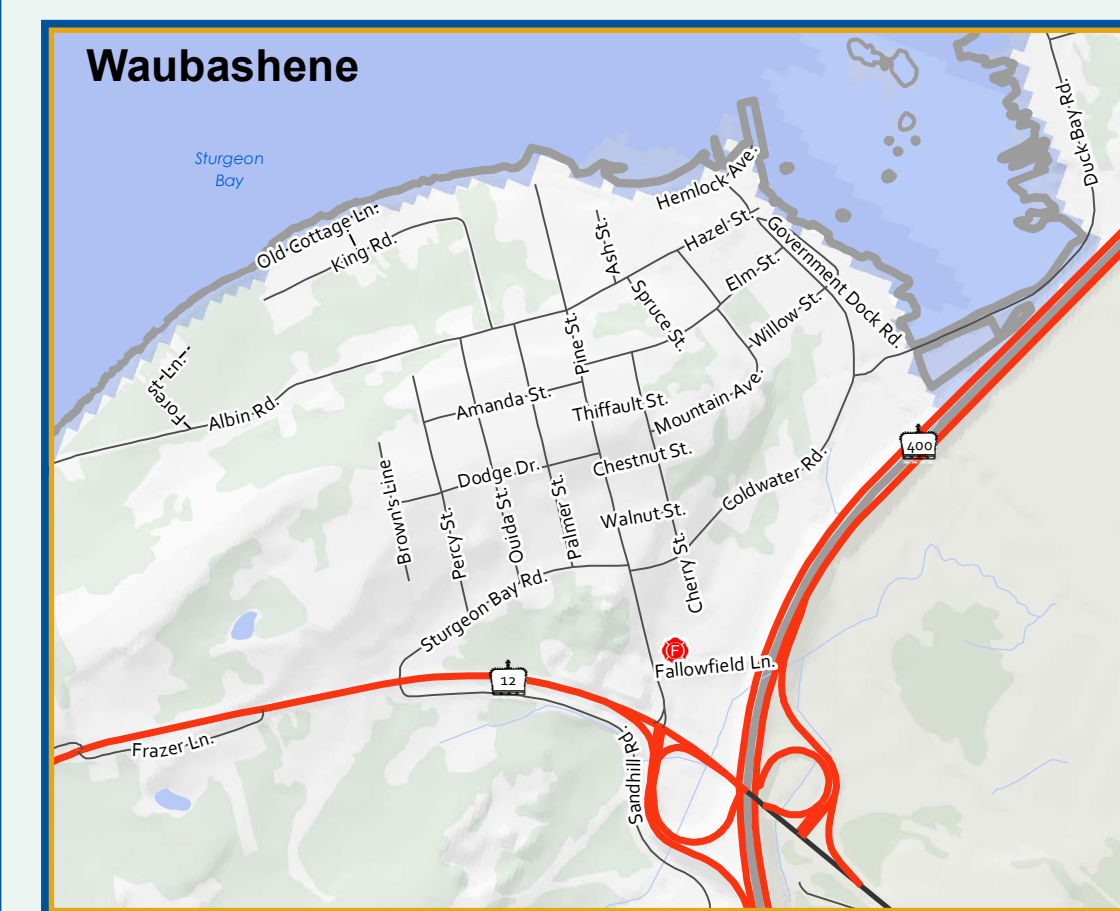 Waubashene
Sturgeon
Bay
Duck Bay Rd.
Hemlock Ave.
Old Cottage Ln.
King Rd.
Ash St.
Hazel St.
Government Dock Rd.
Elm St.
Spruce St.
Willow St.
Pine St.
Forest Ln.
Albin Rd.
Amanda St.
Thiffault St.
Mountain Ave.
400
Chestnut St.
Dodge Dr.
Coldwater Rd.
Brown's Line
Percy St.
Ouida St.
Palmer St.
Walnut St.
Cherry St.
Sturgeon Bay Rd.
F
Fallowfield Ln.
12
Frazer Ln.
Sandhill Rd.